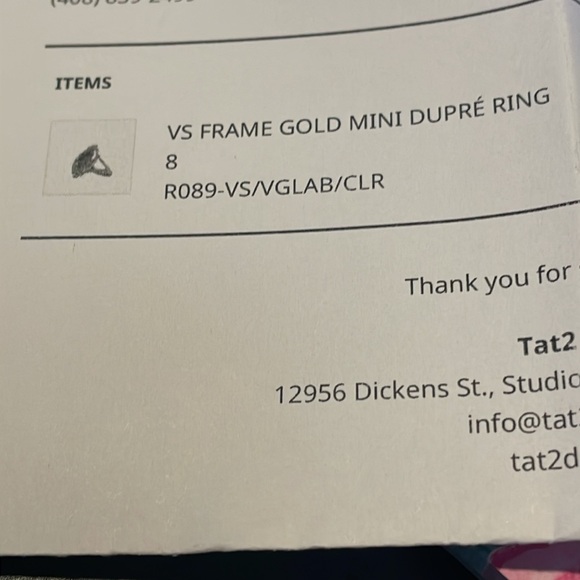 ITEMS
VS FRAME GOLD MINI DUPRÉ RING
8
R089-VS/VGLAB/CLR
Thank you for
Tat2
12956 Dickens St., Studio
info@tat
tat2d